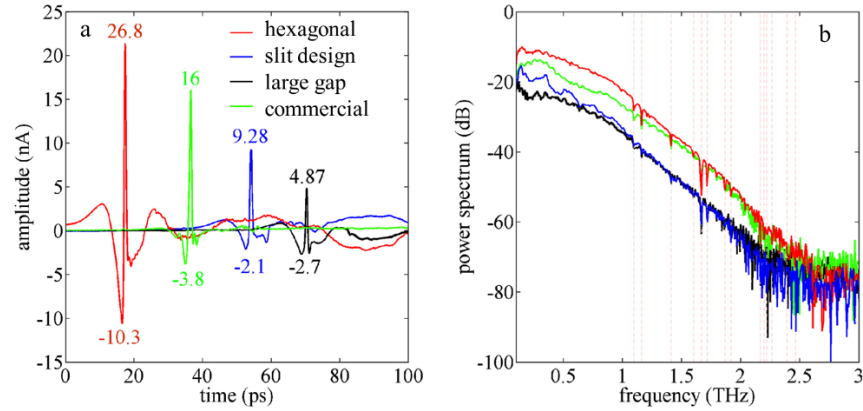 a
26.8
16
9.28
4.87
-10.3
-3.8
-2.1
-2.7
hexagonal
slit design
large gap
commercial
25
20
15
10
5
0
-5
-10
-15
amplitude (nA)
0 20 40 60 80 100
time (ps)
b
0
-20
-40
-60
-80
-100
power spectrum (dB)
0.5 1 1.5 2 2.5 3
frequency (THz)